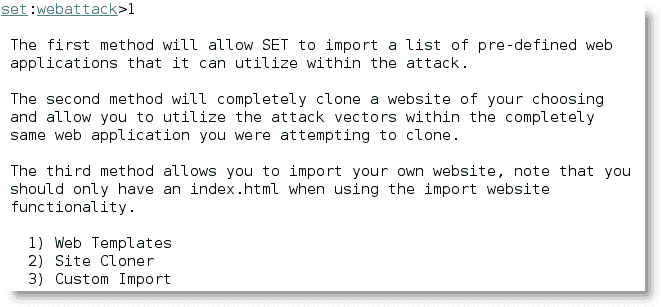 set:webattack>1
The first method will allow SET to import a list of pre-defined web
applications that it can utilize within the attack.
The second method will completely clone a website of your choosing
and allow you to utilize the attack vectors within the completely
same web application you were attempting to clone.
The third method allows you to import your own website, note that you
should only have an index.html when using the import website
functionality.
1) Web Templates
2) Site Cloner
3) Custom Import